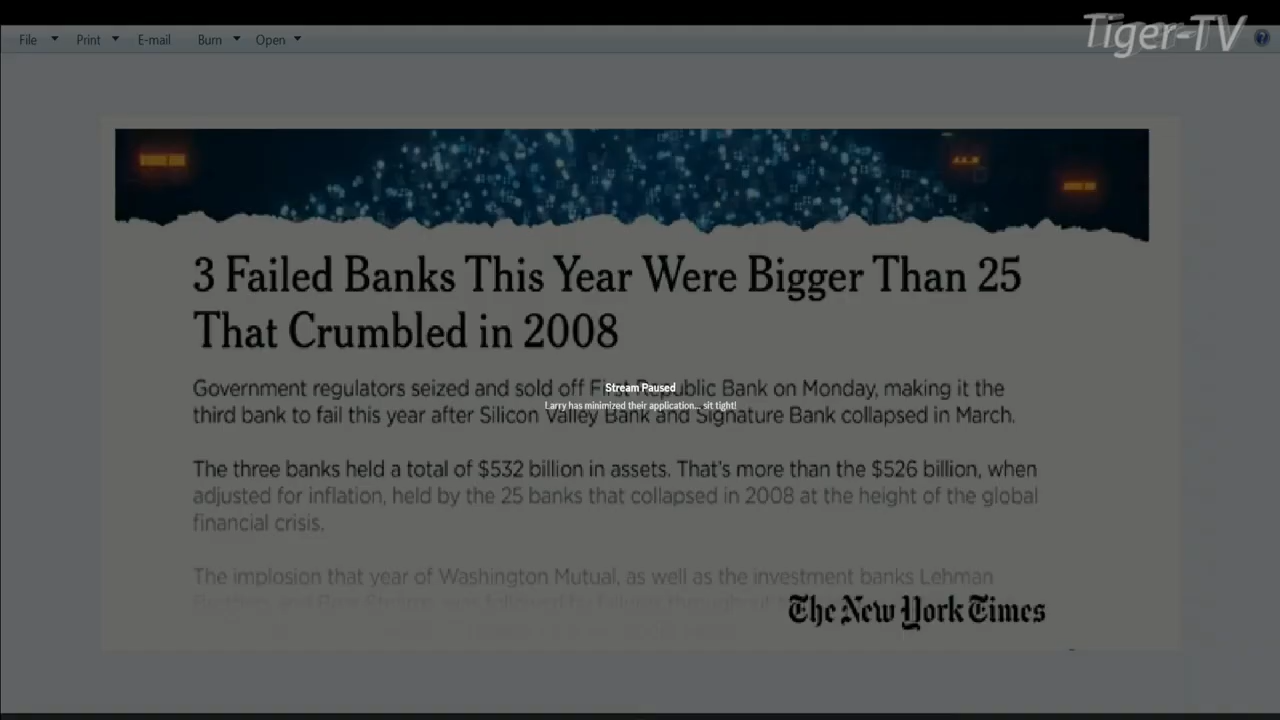 Tiger-TV
File Print E-mail Burn Open
3 Failed Banks This Year Were Bigger Than 25
That Crumbled in 2008
Government regulators seized and sold off First Republic Bank on Monday, making it the
Stream Paused
Larry has minimized their application... sit tight!
third bank to fail this year after Silicon Valley Bank and Signature Bank collapsed in March.
The three banks held a total of $532 billion in assets. That's more than the $526 billion, when
adjusted for inflation, held by the 25 banks that collapsed in 2008 at the height of the global
financial crisis.
The implosion that year of Washington Mutual, as well as the investment banks Lehman
The New York Times